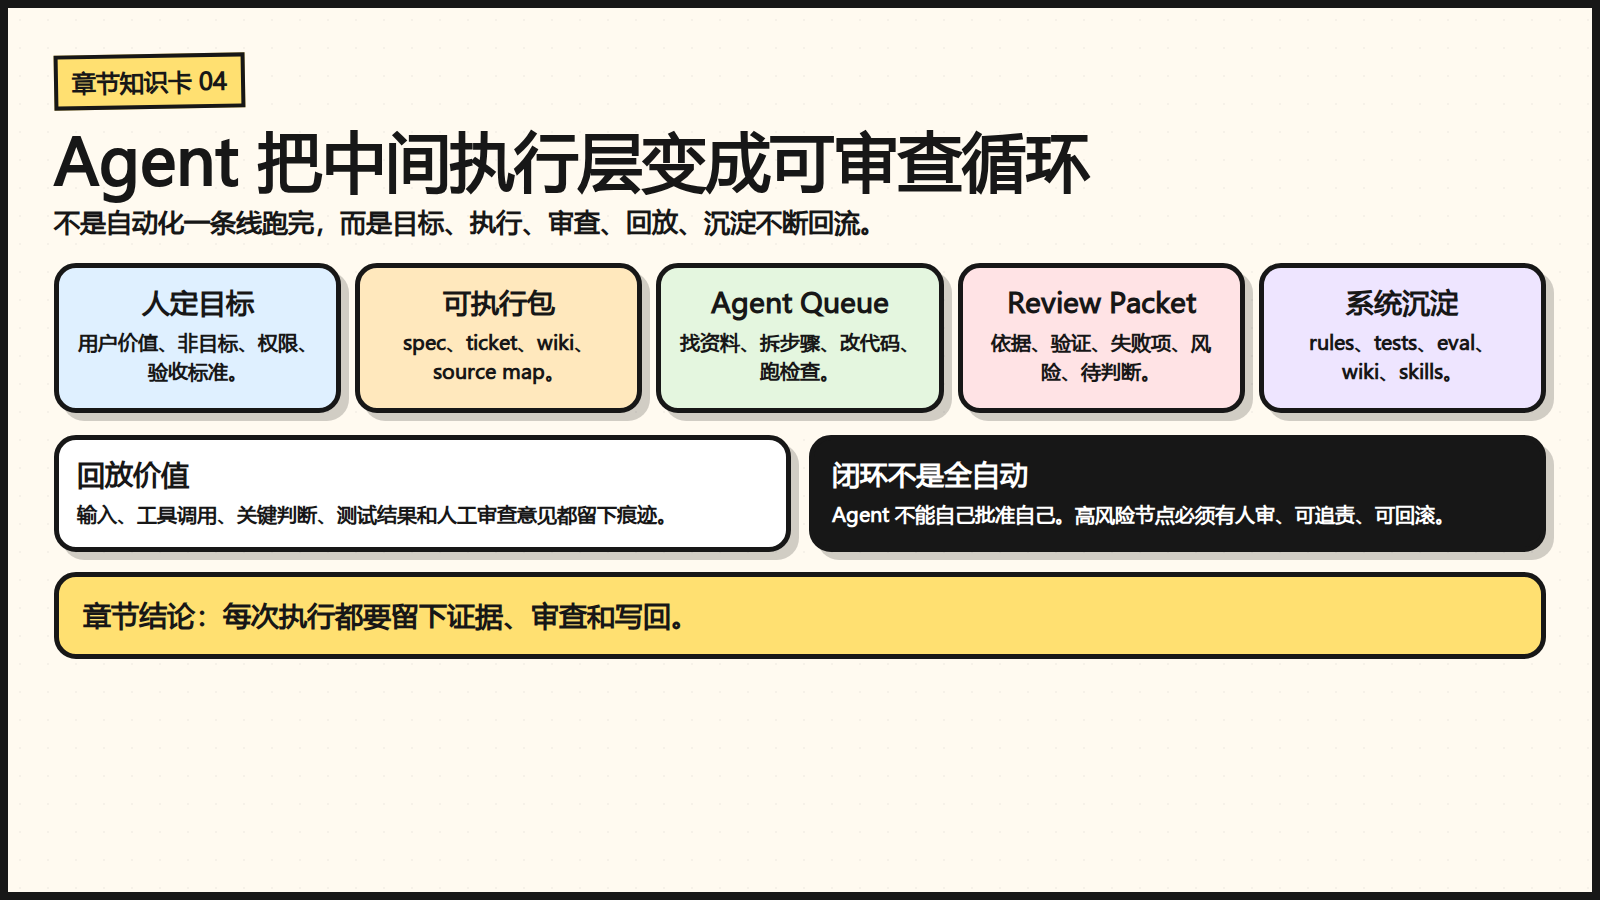 章节知识卡 04
Agent 把中间执行层变成可审查循环
不是自动化一条线跑完，而是目标、执行、审查、回放、沉淀不断回流。
人定目标
用户价值、非目标、权限、
验收标准。
可执行包
spec、ticket、wiki、
source map。
Agent Queue
找资料、拆步骤、改代码、
跑检查。
Review Packet
依据、验证、失败项、风
险、待判断。
系统沉淀
rules、tests、eval、
wiki、skills。
回放价值
输入、工具调用、关键判断、测试结果和人工审查意见都留下痕迹。
闭环不是全自动
Agent 不能自己批准自己。高风险节点必须有人审、可追责、可回滚。
章节结论：每次执行都要留下证据、审查和写回。